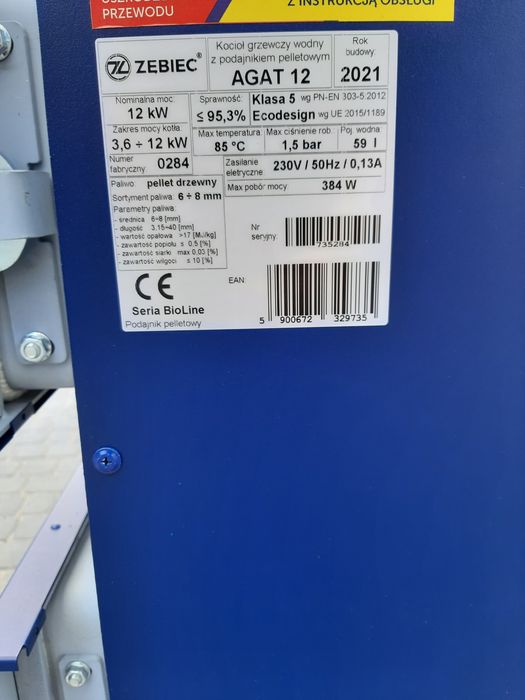 PRZEWODU
Z INSTRUKCJĄ OBSŁUGI
ZEBIEC®
Kocioł grzewczy wodny
z podajnikiem pelletowym
AGAT 12
Rok
budowy:
2021
Nominalna moc:
12 kW
Zakres mocy kotła:
3,6 ÷ 12 kW
Numer
fabryczny:
0284
Sprawność:
≤ 95,3%
Klasa 5 wg PN-EN 303-5:2012
Ecodesign wg UE 2015/1189
Max temperatura
85 °C
Max ciśnienie rob.
1,5 bar
Poj. wodna:
59 l
Zasilanie
eletryczne:
230V / 50Hz / 0,13A
Max pobór mocy
384 W
Paliwo: pellet drzewny
Sortyment paliwa: 6 ÷ 8 mm
Parametry paliwa:
- średnica 6÷8 [mm]
- długość 3,15÷40 [mm]
- wartość opałowa >17 [MJ/kg]
- zawartość popiołu ≤ 0,5 [%]
- zawartość siarki max 0,03 [%]
- zawartość wilgoci ≤ 10 [%]
Nr
seryjny:
735284
CE
Seria BioLine
Podajnik pelletowy
EAN:
5 900672 329735